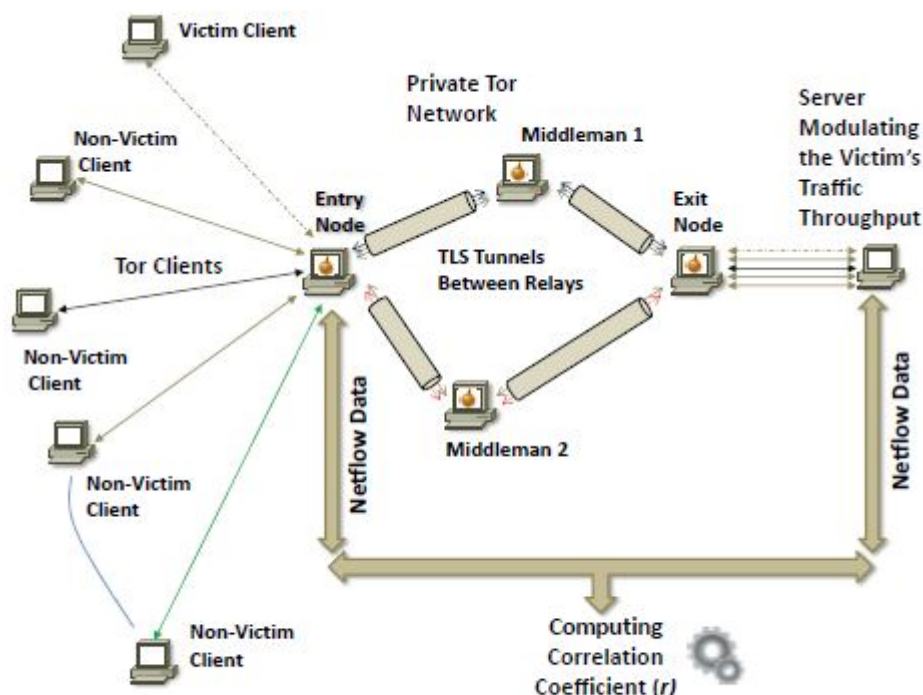 Victim Client
Private Tor
Network
Server
Modulating
the Victim's
Traffic
Throughput
Non-Victim
Client
Middleman 1
Entry
Node
Exit
Node
Tor Clients
TLS Tunnels
Between Relays
Non-Victim
Client
Middleman 2
Non-Victim
Client
Netflow Data
Netflow Data
Non-Victim
Client
Computing
Correlation
Coefficient (r)